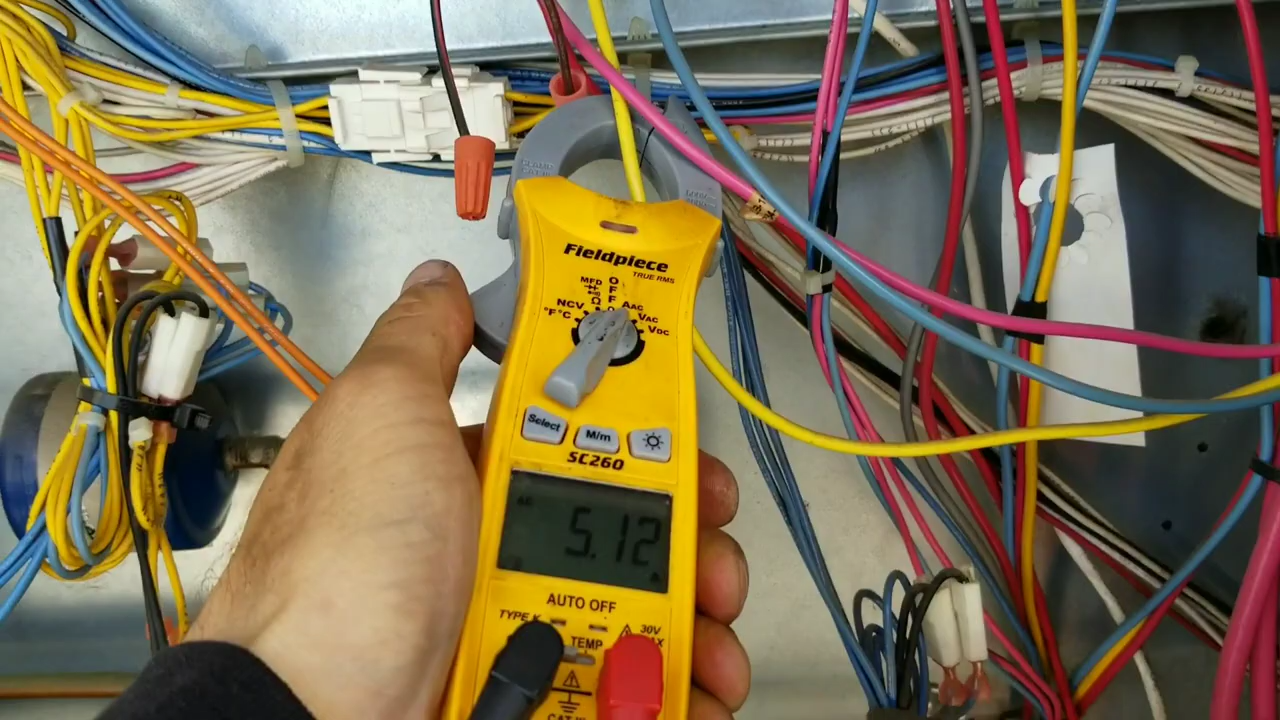 Fieldpiece
TRUE RMS
MFD
O
F
F
Ω
NCV
AAC
°F°C
VAC
VDC
Select
M/m
SC260
5.12
AUTO OFF
TYPE K
30V
TEMP